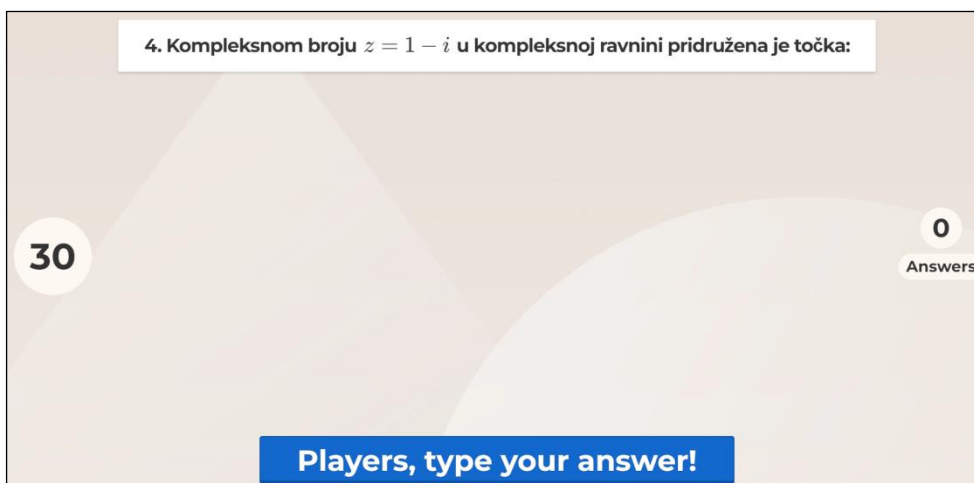 4. Kompleksnom broju z = 1 − i u kompleksnoj ravnini pridružena je točka:
30
0
Answers
Players, type your answer!